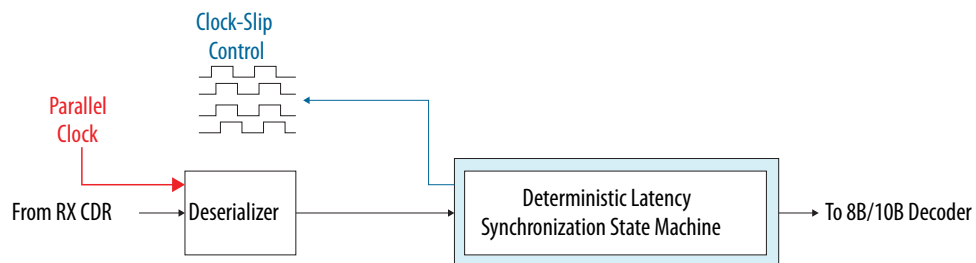 Clock-Slip
Control
Parallel
Clock
From RX CDR
Deserializer
Deterministic Latency
Synchronization State Machine
To 8B/10B Decoder